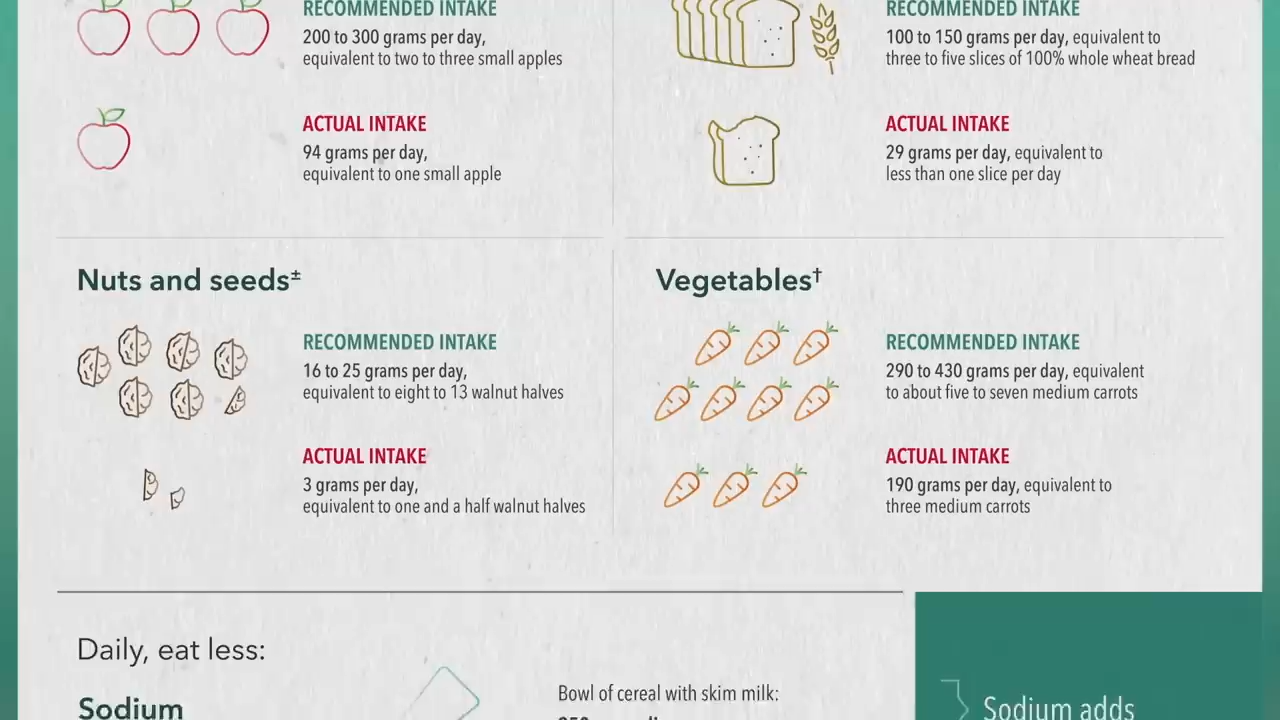 RECOMMENDED INTAKE
200 to 300 grams per day,
equivalent to two to three small apples
ACTUAL INTAKE
94 grams per day,
equivalent to one small apple
RECOMMENDED INTAKE
100 to 150 grams per day, equivalent to
three to five slices of 100% whole wheat bread
ACTUAL INTAKE
29 grams per day, equivalent to
less than one slice per day
Nuts and seeds±
RECOMMENDED INTAKE
16 to 25 grams per day,
equivalent to eight to 13 walnut halves
ACTUAL INTAKE
3 grams per day,
equivalent to one and a half walnut halves
Vegetables†
RECOMMENDED INTAKE
290 to 430 grams per day, equivalent
to about five to seven medium carrots
ACTUAL INTAKE
190 grams per day, equivalent to
three medium carrots
Daily, eat less:
Sodium
Bowl of cereal with skim milk:
Sodium adds